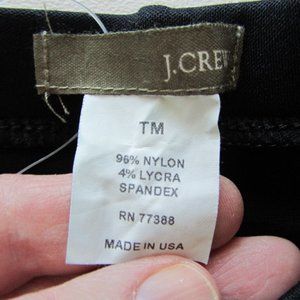 J.CREW
TM
96% NYLON
4% LYCRA
SPANDEX
RN 77388
MADE IN USA